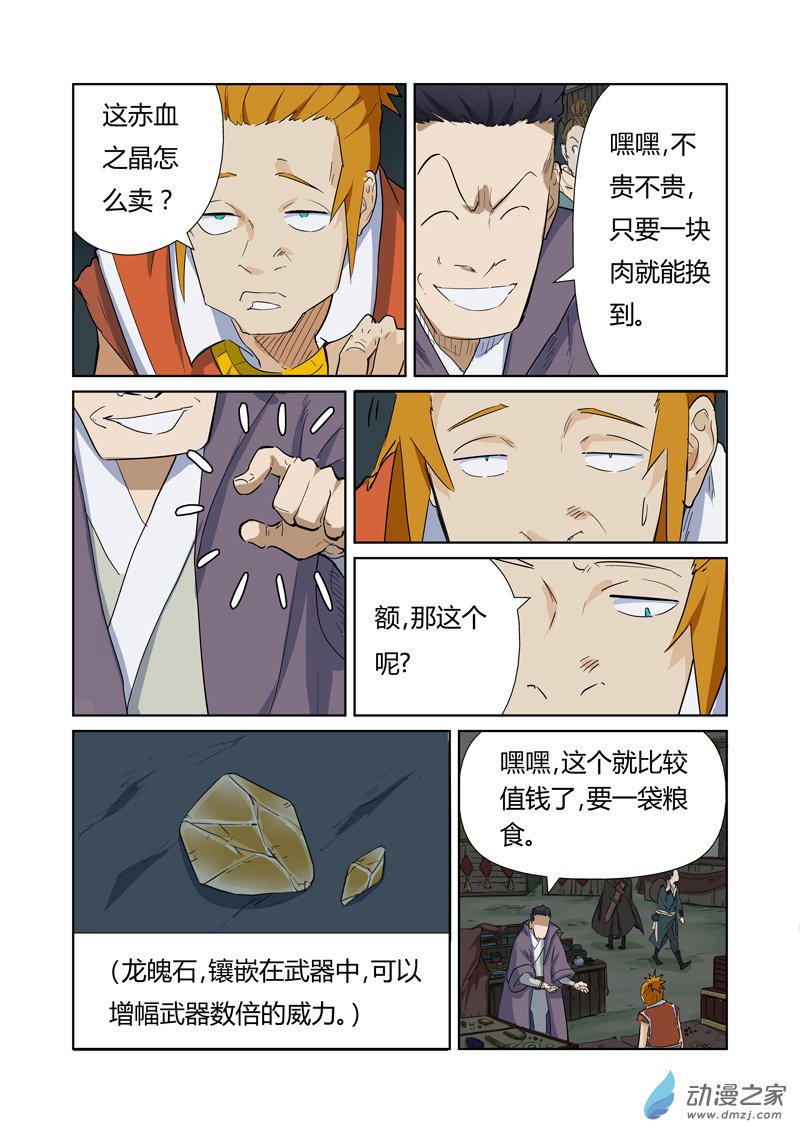 这赤血
之晶怎
么卖？
嘿嘿，不
贵不贵，
只要一块
肉就能换
到。
额，那这个
呢？
（龙魄石，镶嵌在武器中，可以
增幅武器数倍的威力。）
嘿嘿，这个就比较
值钱了，要一袋粮
食。
动漫之家
www.dmzj.com